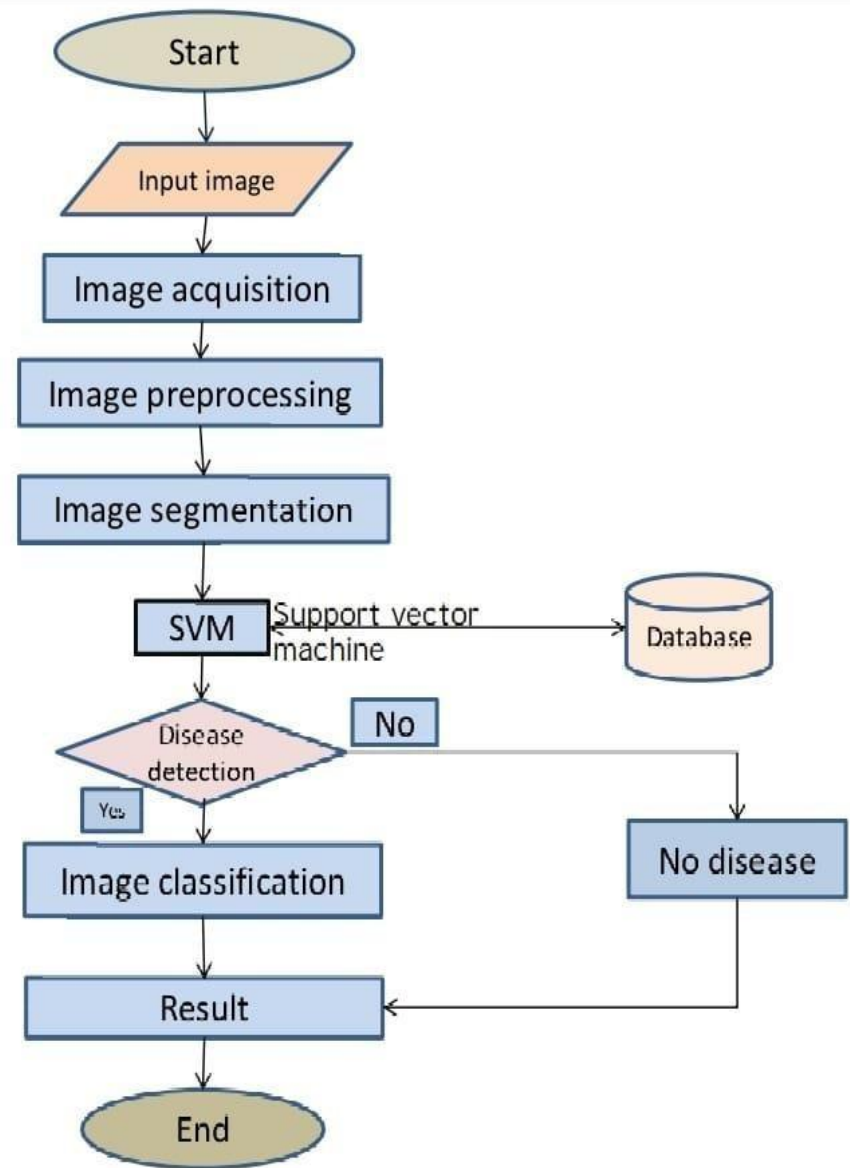 Start
Input image
Image acquisition
Image preprocessing
Image segmentation
SVM
Support vector
machine
Database
Disease
detection
No
Yes
Image classification
No disease
Result
End